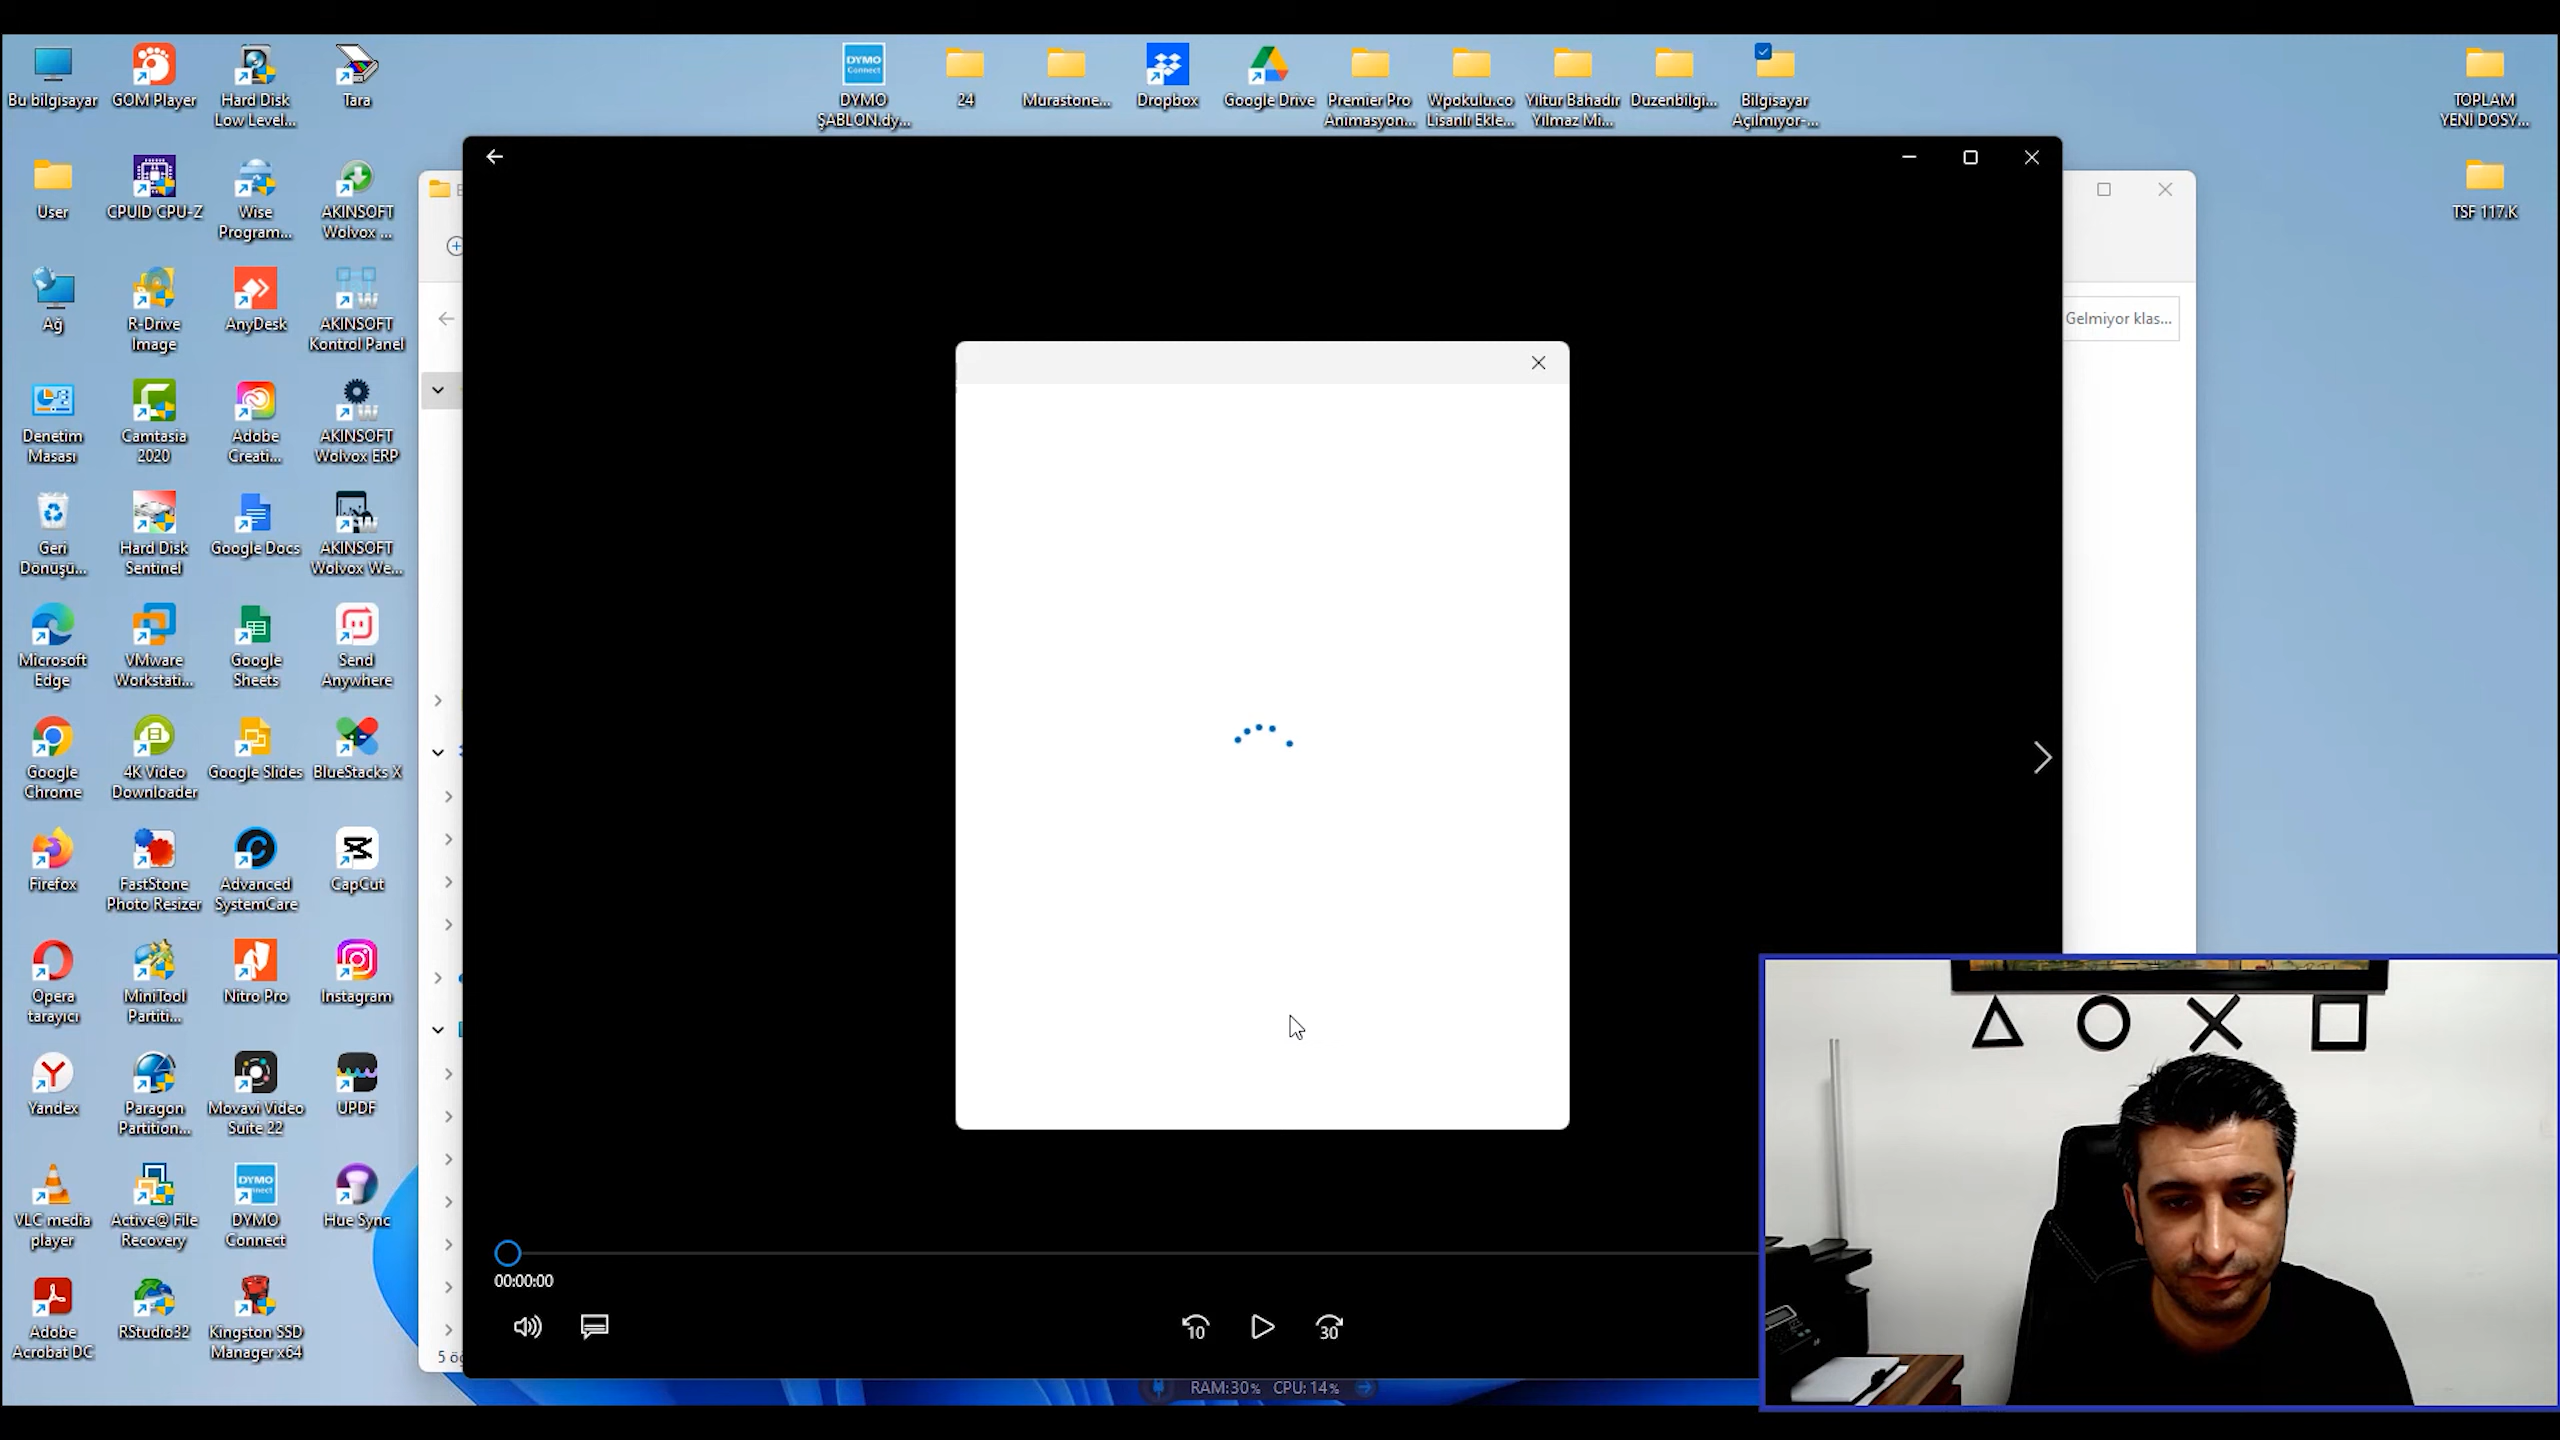 Bu bilgisayar
GOM Player
Hard Disk
Low Level...
Tara
DYMO
Connect
DYMO
ŞABLON.dy...
24
Murastone...
Dropbox
Google Drive
Premier Pro
Animasyon...
Wpokulu.co
Lisanlı Ekle...
Yıltur Bahadır
Yılmaz Mi...
Duzenbilgi...
Bilgisayar
Açılmıyor-...
TOPLAM
YENİ DOSY...
User
CPUID CPU-Z
Wise
Program...
AKINSOFT
Wolvox ...
TSF 117.K
Ağ
R-Drive
Image
AnyDesk
AKINSOFT
Kontrol Panel
Gelmiyor klas...
Denetim
Masası
Camtasia
2020
Adobe
Creati...
AKINSOFT
Wolvox ERP
Geri
Dönüşü...
Hard Disk
Sentinel
Google Docs
AKINSOFT
Wolvox We...
Microsoft
Edge
VMware
Workstati...
Google
Sheets
Send
Anywhere
Google
Chrome
4K Video
Downloader
Google Slides
BlueStacks X
Firefox
FastStone
Photo Resizer
Advanced
SystemCare
CapCut
Opera
tarayıcı
MiniTool
Partiti...
Nitro Pro
Instagram
Yandex
Paragon
Partition...
Movavi Video
Suite 22
UPDF
VLC media
player
Active@ File
Recovery
DYMO
Connect
Hue Sync
Adobe
Acrobat DC
RStudio32
Kingston SSD
Manager x64
00:00:00
10
30
RAM:30% CPU: 14%